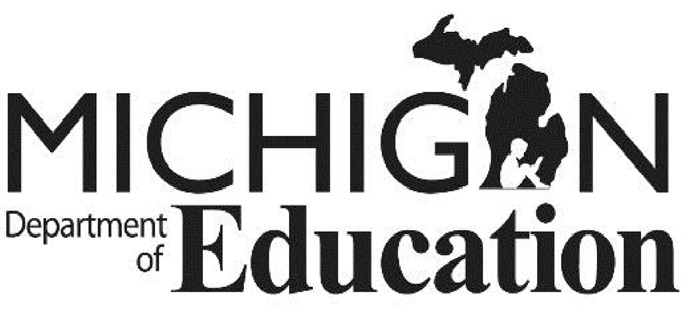 MICHIGAN
Department
of Education